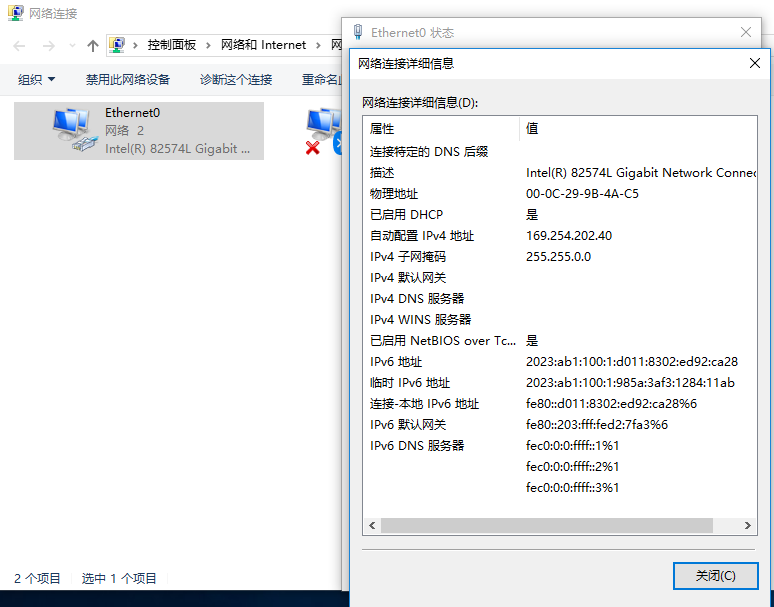 网络连接
控制面板 > 网络和 Internet > 网
组织 禁用此网络设备 诊断这个连接 重命名
Ethernet0
网络 2
Intel(R) 82574L Gigabit ...
2 个项目 选中 1 个项目
Ethernet0 状态
网络连接详细信息
网络连接详细信息(D):
属性 值
连接特定的 DNS 后缀
描述 Intel(R) 82574L Gigabit Network Connec
物理地址 00-0C-29-9B-4A-C5
已启用 DHCP 是
自动配置 IPv4 地址 169.254.202.40
IPv4 子网掩码 255.255.0.0
IPv4 默认网关
IPv4 DNS 服务器
IPv4 WINS 服务器
已启用 NetBIOS over Tc... 是
IPv6 地址 2023:ab1:100:1:d011:8302:ed92:ca28
临时 IPv6 地址 2023:ab1:100:1:985a:3af3:1284:11ab
连接-本地 IPv6 地址 fe80::d011:8302:ed92:ca28%6
IPv6 默认网关 fe80::203:fff:fed2:7fa3%6
IPv6 DNS 服务器 fec0:0:0:ffff::1%1
fec0:0:0:ffff::2%1
fec0:0:0:ffff::3%1
关闭(C)